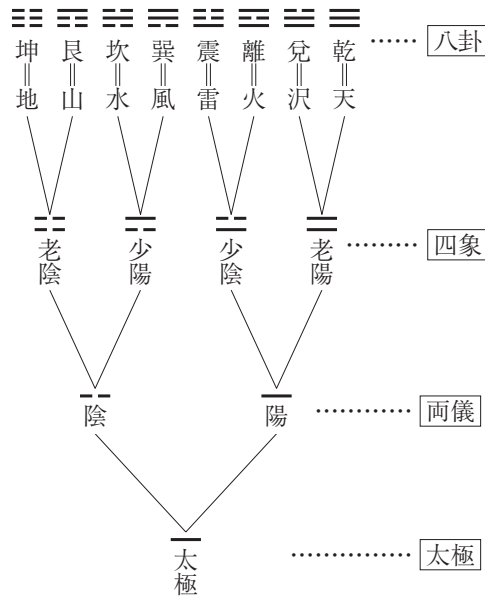 坤＝地 艮＝山 坎＝水 巽＝風 震＝雷 離＝火 兌＝沢 乾＝天 …… 八卦
老陰 少陽 少陰 老陽 ……… 四象
陰 陽 ………… 両儀
太極 ………… 太極